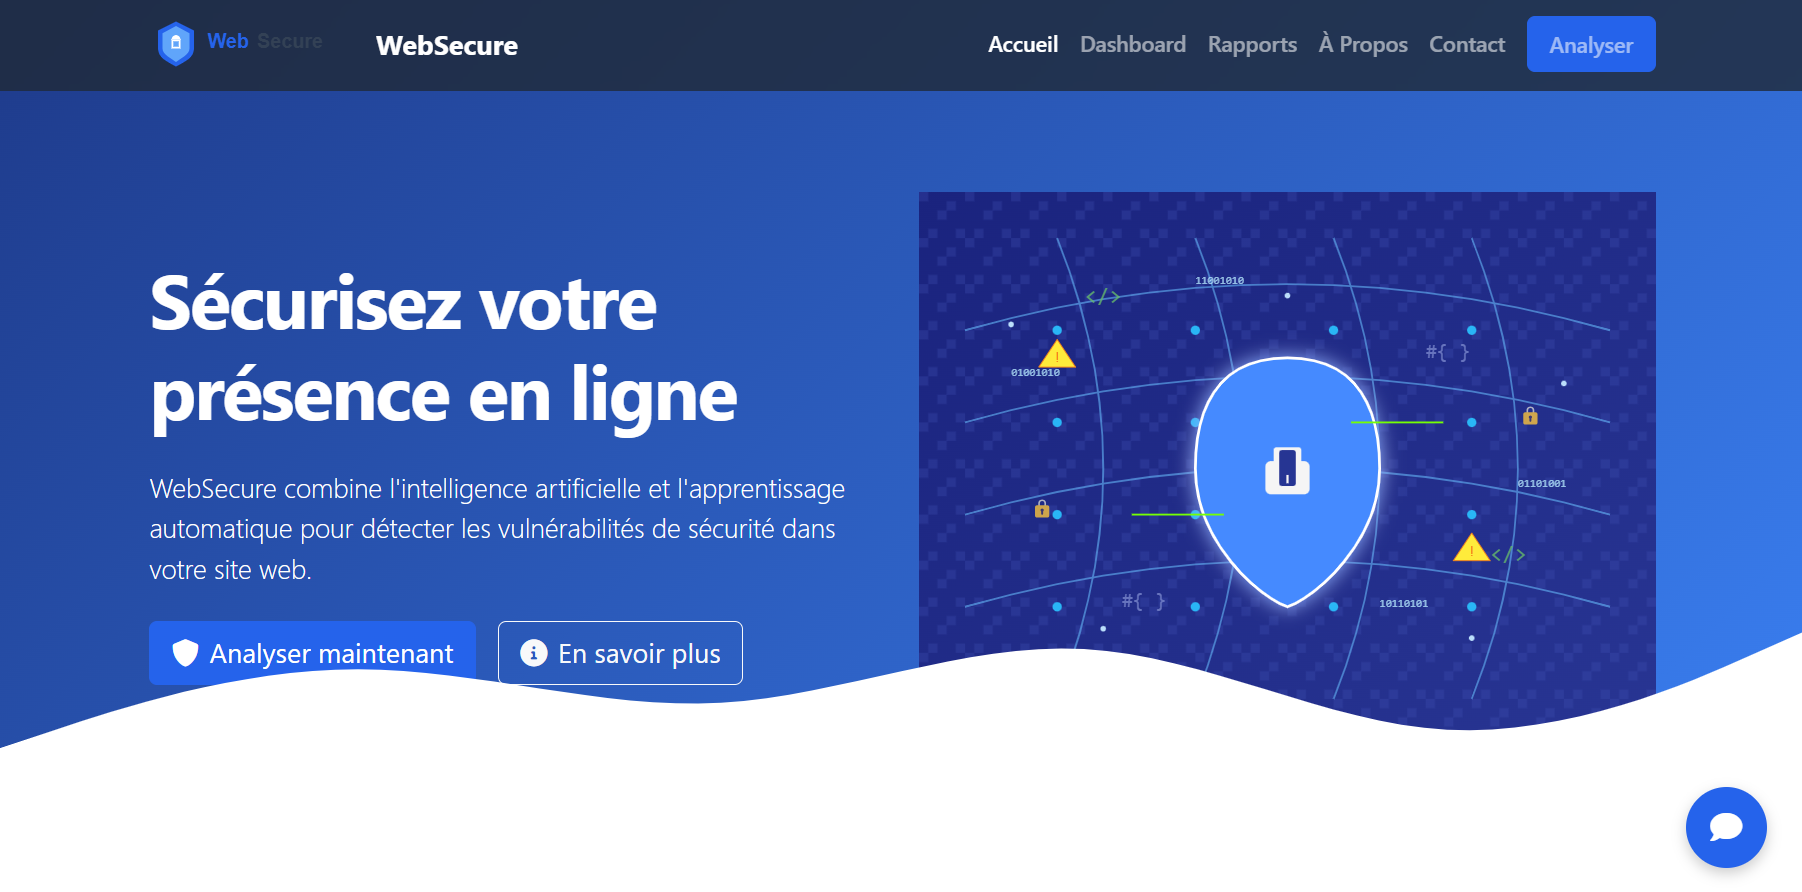 Web Secure
WebSecure
Accueil
Dashboard
Rapports
À Propos
Contact
Analyser
Sécurisez votre
présence en ligne
WebSecure combine l'intelligence artificielle et l'apprentissage
automatique pour détecter les vulnérabilités de sécurité dans
votre site web.
Analyser maintenant
En savoir plus
11001010
</>
#{ }
!
01001010
01101001
!
</>
#{ }
10110101